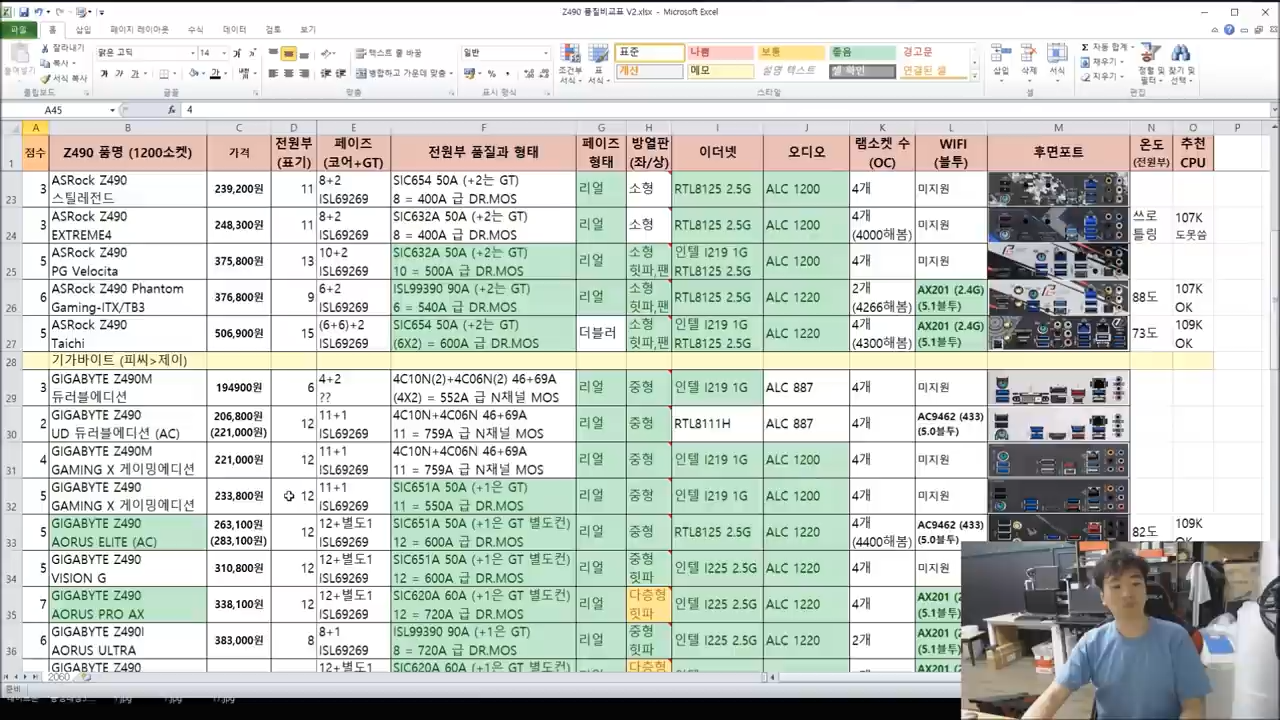 Z490 품질비교표 V2.xlsx - Microsoft Excel
파일 홈 삽입 페이지 레이아웃 수식 데이터 검토 보기
잘라내기
복사
서식 복사
붙여넣기
맑은 고딕 14
텍스트 줄 바꿈
병합하고 가운데 맞춤
일반
조건부 서식
표 서식
표준 나쁨 보통 좋음 경고문
계산 메모 설명 텍스트 셀 확인 연결된 셀
삽입 삭제 서식
자동 합계
채우기
지우기
정렬 및 필터
찾기 및 선택
클립보드 글꼴 맞춤 표시 형식 스타일 셀 편집
A45 fx 4
A B C D E F G H I J K L M N O P
1 점수 Z490 품명 (1200소켓) 가격 전원부 (표기) 페이즈 (코어+GT) 전원부 품질과 형태 페이즈 형태 방열판 (좌/상) 이더넷 오디오 램소켓 수 (OC) WIFI (블투) 후면포트 온도 (전원부) 추천 CPU
23 3 ASRock Z490 스틸레전드 239,200원 11 8+2 ISL69269 SIC654 50A (+2는 GT) 8 = 400A 급 DR.MOS 리얼 소형 RTL8125 2.5G ALC 1200 4개 미지원
24 3 ASRock Z490 EXTREME4 248,300원 11 8+2 ISL69269 SIC632A 50A (+2는 GT) 8 = 400A 급 DR.MOS 리얼 소형 RTL8125 2.5G ALC 1200 4개 (4000해봄) 미지원 쓰로틀링 107K 도못씀
25 5 ASRock Z490 PG Velocita 375,800원 13 10+2 ISL69269 SIC632A 50A (+2는 GT) 10 = 500A 급 DR.MOS 리얼 소형 힛파,팬 인텔 I219 1G RTL8125 2.5G ALC 1220 4개 미지원
26 6 ASRock Z490 Phantom Gaming-ITX/TB3 376,800원 9 6+2 ISL69269 ISL99390 90A (+2는 GT) 6 = 540A 급 DR.MOS 리얼 소형 힛파,팬 RTL8125 2.5G ALC 1220 2개 (4266해봄) AX201 (2.4G) (5.1블투) 88도 107K OK
27 5 ASRock Z490 Taichi 506,900원 15 (6+6)+2 ISL69269 SIC654 50A (+2는 GT) (6X2) = 600A 급 DR.MOS 더블러 소형 힛파,팬 인텔 I219 1G RTL8125 2.5G ALC 1220 4개 (4300해봄) AX201 (2.4G) (5.1블투) 73도 109K OK
28 기가바이트 (피씨>제이)
29 3 GIGABYTE Z490M 듀러블에디션 194900원 6 4+2 ?? 4C10N(2)+4C06N(2) 46+69A (4X2) = 552A 급 N채널 MOS 리얼 중형 인텔 I219 1G ALC 887 4개 미지원
30 2 GIGABYTE Z490 UD 듀러블에디션 (AC) 206,800원 (221,000원) 12 11+1 ISL69269 4C10N+4C06N 46+69A 11 = 759A 급 N채널 MOS 리얼 중형 RTL8111H ALC 887 4개 AC9462 (433) (5.0블투)
31 4 GIGABYTE Z490M GAMING X 게이밍에디션 221,000원 12 11+1 ISL69269 4C10N+4C06N 46+69A 11 = 759A 급 N채널 MOS 리얼 중형 인텔 I219 1G ALC 1200 4개 미지원
32 5 GIGABYTE Z490 GAMING X 게이밍에디션 233,800원 12 11+1 ISL69269 SIC651A 50A (+1은 GT) 11 = 550A 급 DR.MOS 리얼 중형 인텔 I219 1G ALC 1200 4개 미지원
33 5 GIGABYTE Z490 AORUS ELITE (AC) 263,100원 (283,100원) 12 12+별도1 ISL69269 SIC651A 50A (+1은 GT 별도컨) 12 = 600A 급 DR.MOS 리얼 중형 RTL8125 2.5G ALC 1200 4개 (4400해봄) AC9462 (433) (5.0블투) 82도 109K
34 5 GIGABYTE Z490 VISION G 310,800원 12 12+별도1 ISL69269 SIC651A 50A (+1은 GT 별도컨) 12 = 600A 급 DR.MOS 리얼 중형 힛파 인텔 I225 2.5G ALC 1220 4개 미지원
35 7 GIGABYTE Z490 AORUS PRO AX 338,100원 12 12+별도1 ISL69269 SIC620A 60A (+1은 GT 별도컨) 12 = 720A 급 DR.MOS 리얼 다층형 힛파 인텔 I225 2.5G ALC 1220 4개 AX201 (5.1블투)
36 6 GIGABYTE Z490I AORUS ULTRA 383,000원 8 8+1 ISL69269 ISL99390 90A (+1은 GT) 8 = 720A 급 DR.MOS 리얼 중형 힛파 인텔 I225 2.5G ALC 1220 2개 AX201 (5.1블투)
GIGABYTE Z490 12+별도1 SIC620A 60A (+1은 GT 별도컨) 다층형 AX201
2060
준비